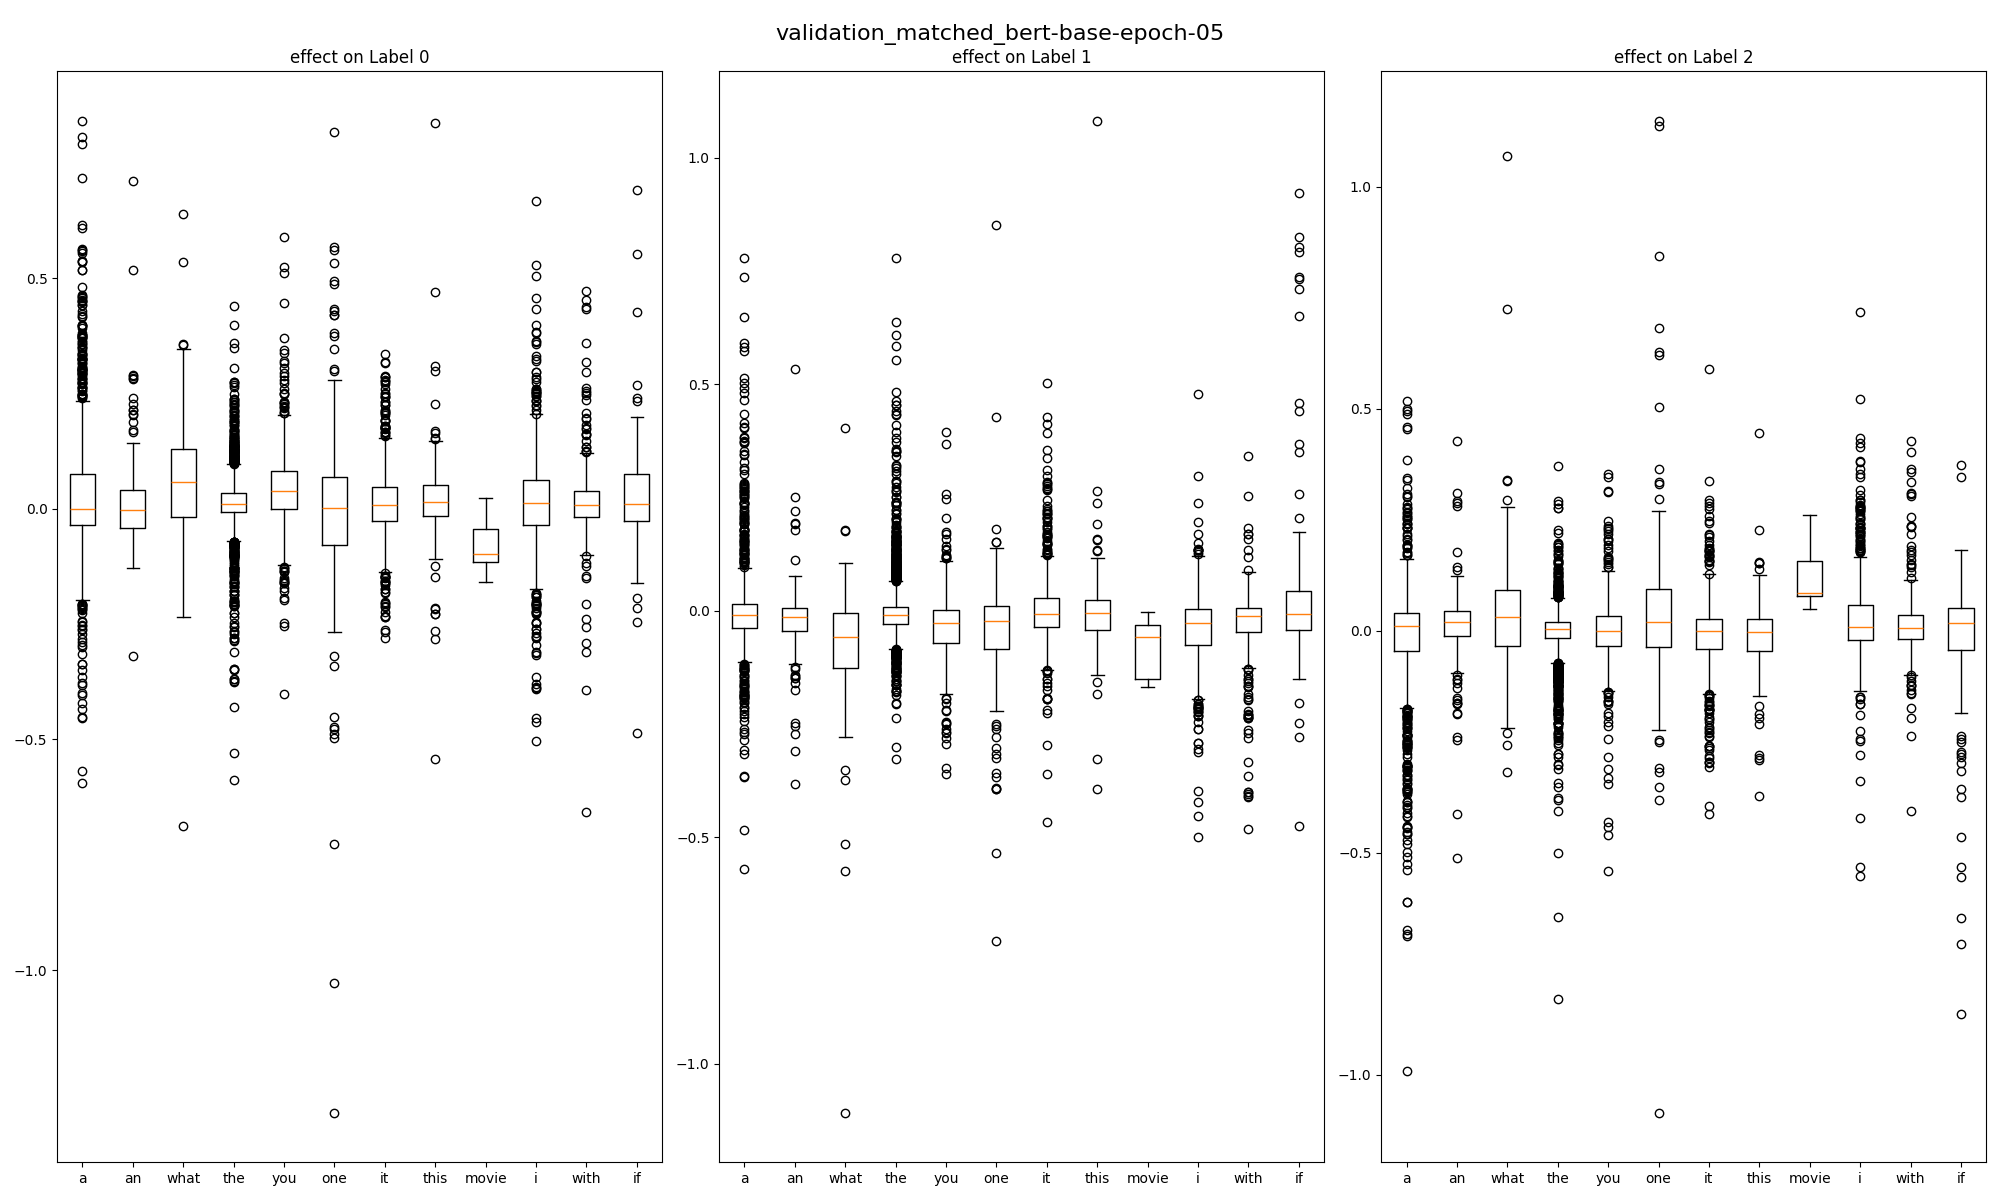 validation_matched_bert-base-epoch-05
effect on Label 0
effect on Label 1
effect on Label 2
0.5
0.0
−0.5
−1.0
a an what the you one it this movie i with if
1.0
0.5
0.0
−0.5
−1.0
a an what the you one it this movie i with if
1.0
0.5
0.0
−0.5
−1.0
a an what the you one it this movie i with if